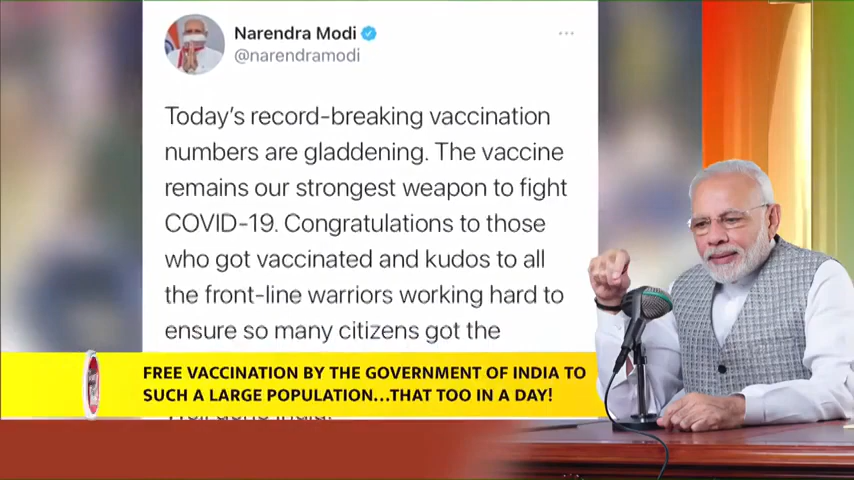 Narendra Modi
@narendramodi
Today's record-breaking vaccination
numbers are gladdening. The vaccine
remains our strongest weapon to fight
COVID-19. Congratulations to those
who got vaccinated and kudos to all
the front-line warriors working hard to
ensure so many citizens got the
FREE VACCINATION BY THE GOVERNMENT OF INDIA TO
SUCH A LARGE POPULATION...THAT TOO IN A DAY!
Well done India!